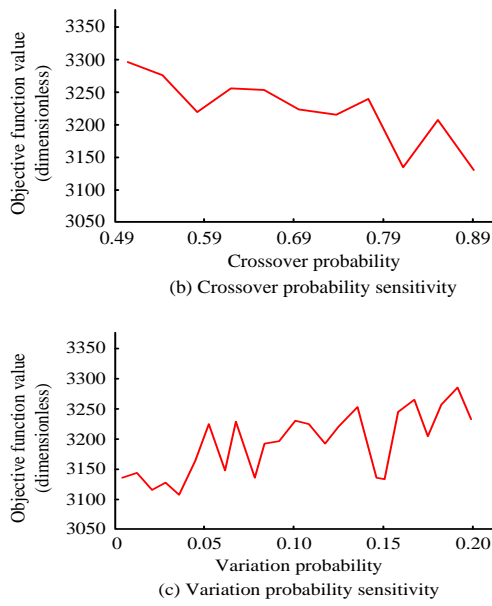 Objective function value
(dimensionless)
3350
3300
3250
3200
3150
3100
3050
0.49 0.59 0.69 0.79 0.89
Crossover probability
(b) Crossover probability sensitivity
Objective function value
(dimensionless)
3350
3300
3250
3200
3150
3100
3050
0 0.05 0.10 0.15 0.20
Variation probability
(c) Variation probability sensitivity